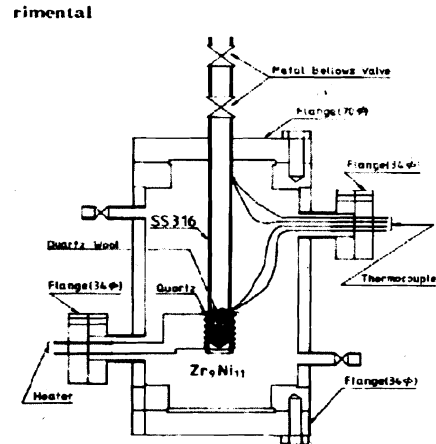 rimental
Metal bellows valve
Flange(70φ)
Flange(34φ)
SS316
Quartz Wool
Thermocouple
Flange(34φ)
Quartz
Zr9Ni11
Flange(34φ)
Heater